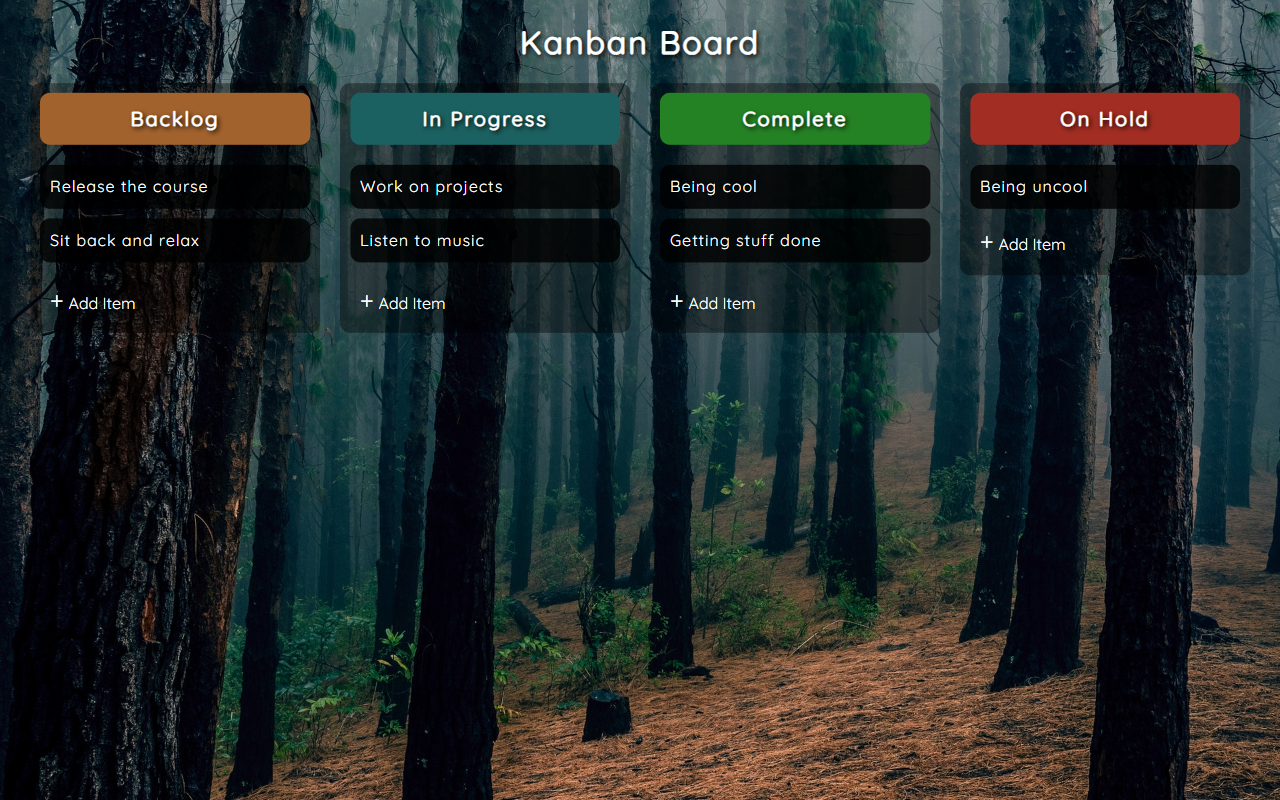 Kanban Board
Backlog
Release the course
Sit back and relax
+ Add Item
In Progress
Work on projects
Listen to music
+ Add Item
Complete
Being cool
Getting stuff done
+ Add Item
On Hold
Being uncool
+ Add Item